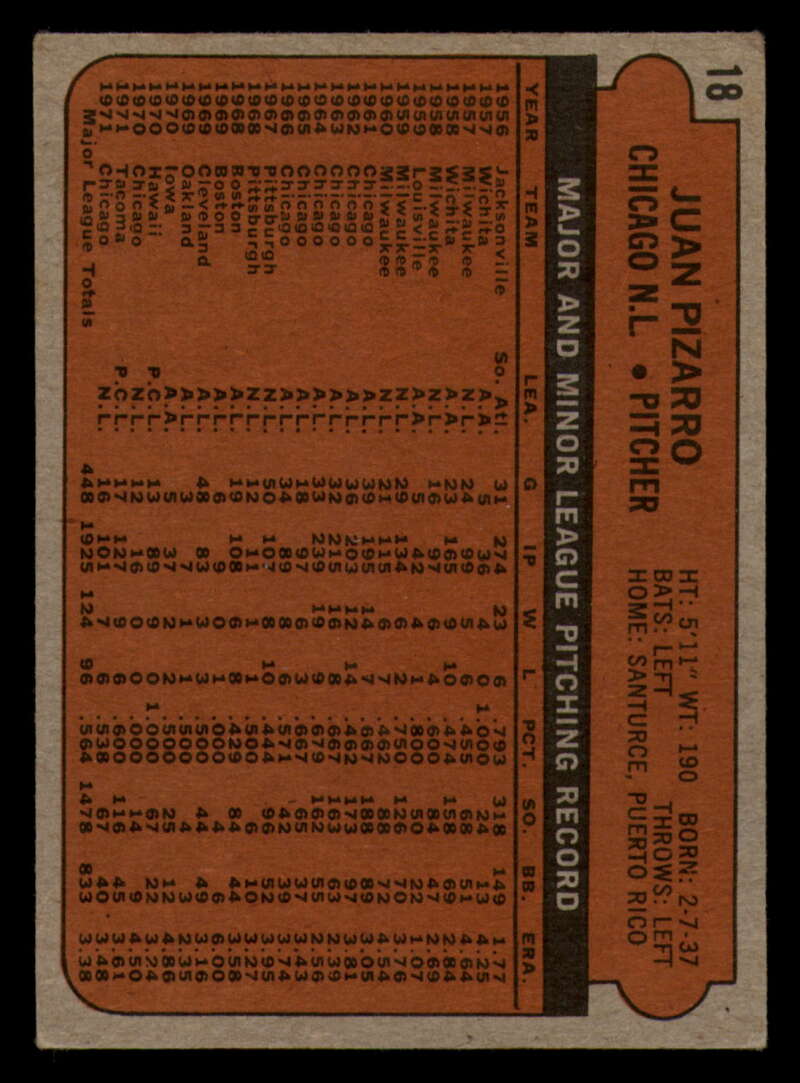 18
JUAN PIZARRO
CHICAGO N.L. • PITCHER
HT: 5'11" WT: 190 BORN: 2-7-37
BATS: LEFT THROWS: LEFT
HOME: SANTURCE, PUERTO RICO
MAJOR AND MINOR LEAGUE PITCHING RECORD
YEAR TEAM LEA. G IP W L PCT. SO. BB. ERA.
1956 Jacksonville So. Atl. 31 274 23 6 .793 318 149 1.77
1957 Wichita A.A. 5 36 4 0 1.000 24 13 4.25
1957 Milwaukee N.L. 24 99 5 6 .455 68 51 4.64
1958 Wichita A.A. 23 165 9 10 .474 158 69 2.84
1958 Milwaukee N.L. 16 97 6 4 .600 84 47 2.69
1959 Louisville A.A. 5 42 4 1 .800 50 22 1.07
1959 Milwaukee N.L. 29 134 6 2 .750 126 70 3.76
1960 Milwaukee N.L. 21 115 6 7 .462 88 72 4.54
1961 Chicago A.L. 39 195 14 7 .667 188 89 3.05
1962 Chicago A.L. 36 203 12 14 .462 173 97 3.81
1963 Chicago A.L. 32 215 16 8 .667 163 63 2.39
1964 Chicago A.L. 33 239 19 9 .679 162 55 2.56
1965 Chicago A.L. 18 97 6 3 .667 65 37 3.43
1966 Chicago A.L. 34 89 8 6 .571 42 39 3.74
1967 Pittsburgh N.L. 50 107 8 10 .444 96 52 3.95
1968 Pittsburgh N.L. 12 11 1 1 .500 6 10 3.27
1968 Boston A.L. 19 108 6 8 .429 84 44 3.58
1969 Boston A.L. 6 9 0 1 .000 4 6 6.00
1969 Cleveland A.L. 48 83 3 3 .500 44 49 3.16
1969 Oakland A.L. 3 7 1 1 .500 4 3 2.35
1970 Iowa A.A. 5 37 2 2 .500 25 12 4.86
1970 Hawaii P.C.L. 13 89 9 0 1.000 67 22 3.24
1970 Chicago N.L. 12 16 0 0 .000 14 9 4.50
1971 Tacoma P.C.L. 17 127 9 6 .600 116 45 3.61
1971 Chicago N.L. 16 101 7 6 .538 67 40 3.48
Major League Totals 448 1925 124 96 .564 1478 833 3.38